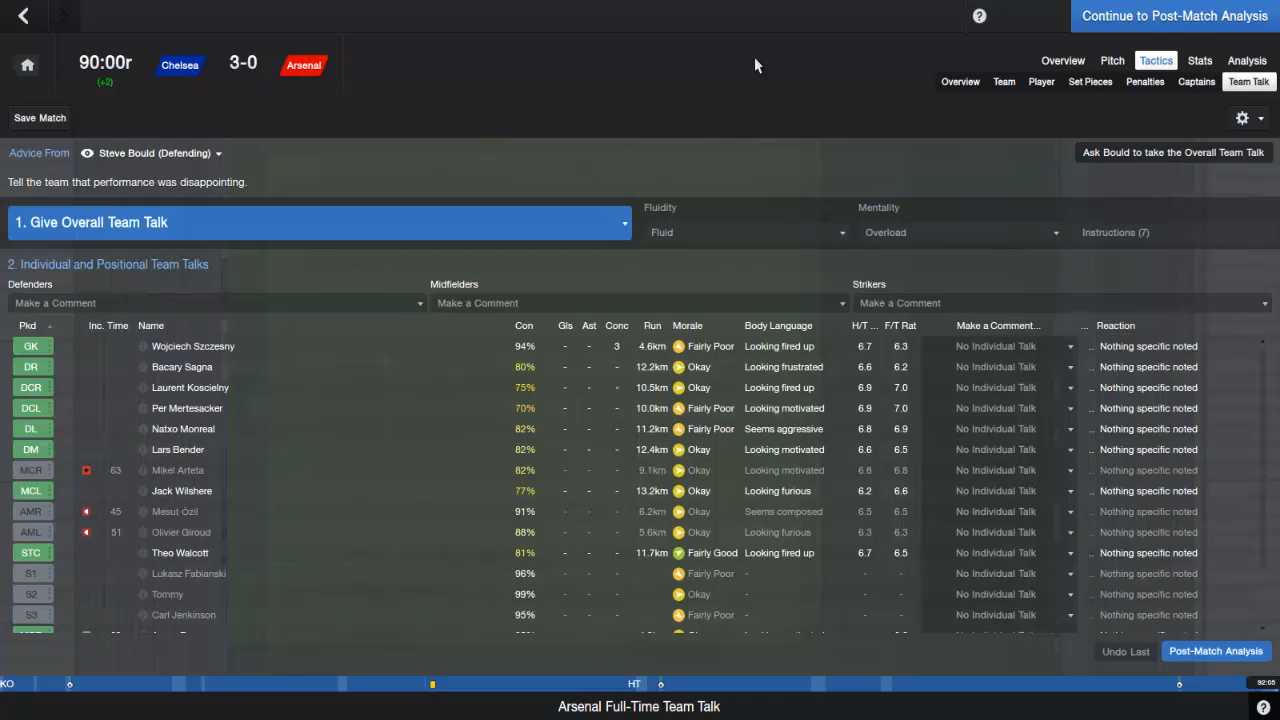 Continue to Post-Match Analysis
90:00r
(+2)
Chelsea
3-0
Arsenal
Overview Pitch Tactics Stats Analysis
Overview Team Player Set Pieces Penalties Captains Team Talk
Save Match
Advice From Steve Bould (Defending)
Ask Bould to take the Overall Team Talk
Tell the team that performance was disappointing.
1. Give Overall Team Talk
Fluidity
Fluid
Mentality
Overload
Instructions (7)
2. Individual and Positional Team Talks
Defenders Midfielders Strikers
Make a Comment Make a Comment Make a Comment
Pkd Inc. Time Name Con Gls Ast Conc Run Morale Body Language H/T ... F/T Rat Make a Comment... ... Reaction
GK Wojciech Szczesny 94% - - 3 4.6km Fairly Poor Looking fired up 6.7 6.3 No Individual Talk .. Nothing specific noted
DR Bacary Sagna 80% - - - 12.2km Okay Looking frustrated 6.6 6.2 No Individual Talk .. Nothing specific noted
DCR Laurent Koscielny 75% - - - 10.5km Okay Looking fired up 6.9 7.0 No Individual Talk .. Nothing specific noted
DCL Per Mertesacker 70% - - - 10.0km Fairly Poor Looking motivated 6.9 7.0 No Individual Talk .. Nothing specific noted
DL Natxo Monreal 82% - - - 11.2km Fairly Poor Seems aggressive 6.8 6.9 No Individual Talk .. Nothing specific noted
DM Lars Bender 82% - - - 12.4km Okay Looking motivated 6.6 6.5 No Individual Talk .. Nothing specific noted
MCR 63 Mikel Arteta 82% - - - 9.1km Okay Looking motivated 6.8 6.8 No Individual Talk .. Nothing specific noted
MCL Jack Wilshere 77% - - - 13.2km Okay Looking furious 6.2 6.6 No Individual Talk .. Nothing specific noted
AMR 45 Mesut Özil 91% - - - 6.2km Okay Seems composed 6.5 6.5 No Individual Talk .. Nothing specific noted
AML 51 Olivier Giroud 88% - - - 5.6km Okay Looking furious 6.3 6.3 No Individual Talk .. Nothing specific noted
STC Theo Walcott 81% - - - 11.7km Fairly Good Looking fired up 6.7 6.5 No Individual Talk .. Nothing specific noted
S1 Lukasz Fabianski 96% - - - Fairly Poor - - - No Individual Talk .. Nothing specific noted
S2 Tommy 99% - - - Okay - - - No Individual Talk .. Nothing specific noted
S3 Carl Jenkinson 95% - - - Fairly Poor - - - No Individual Talk .. Nothing specific noted
Undo Last Post-Match Analysis
KO HT 92:05
Arsenal Full-Time Team Talk